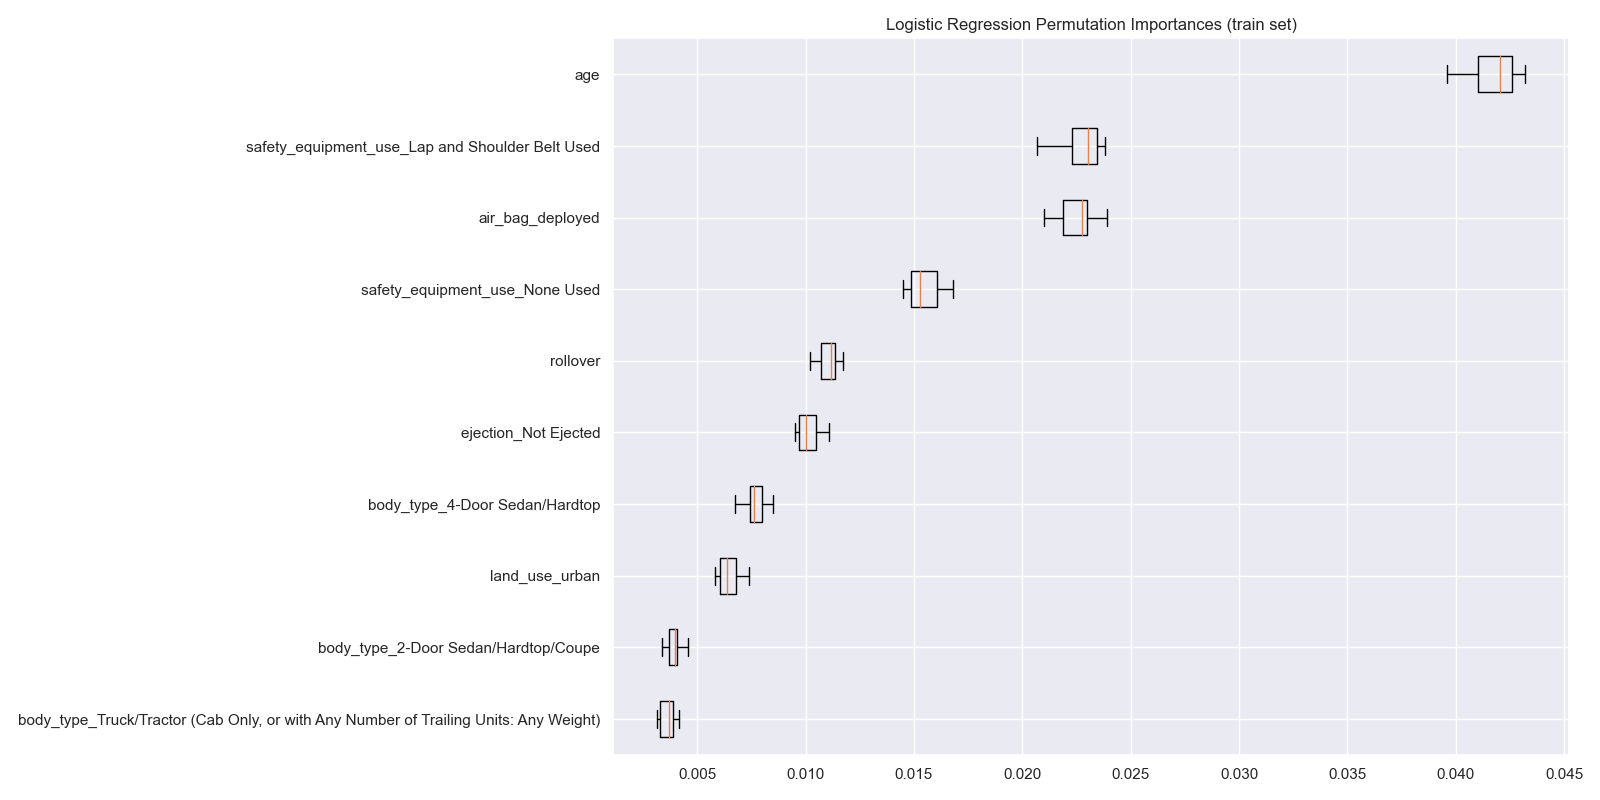 Logistic Regression Permutation Importances (train set)
age
safety_equipment_use_Lap and Shoulder Belt Used
air_bag_deployed
safety_equipment_use_None Used
rollover
ejection_Not Ejected
body_type_4-Door Sedan/Hardtop
land_use_urban
body_type_2-Door Sedan/Hardtop/Coupe
body_type_Truck/Tractor (Cab Only, or with Any Number of Trailing Units: Any Weight)
0.005 0.010 0.015 0.020 0.025 0.030 0.035 0.040 0.045